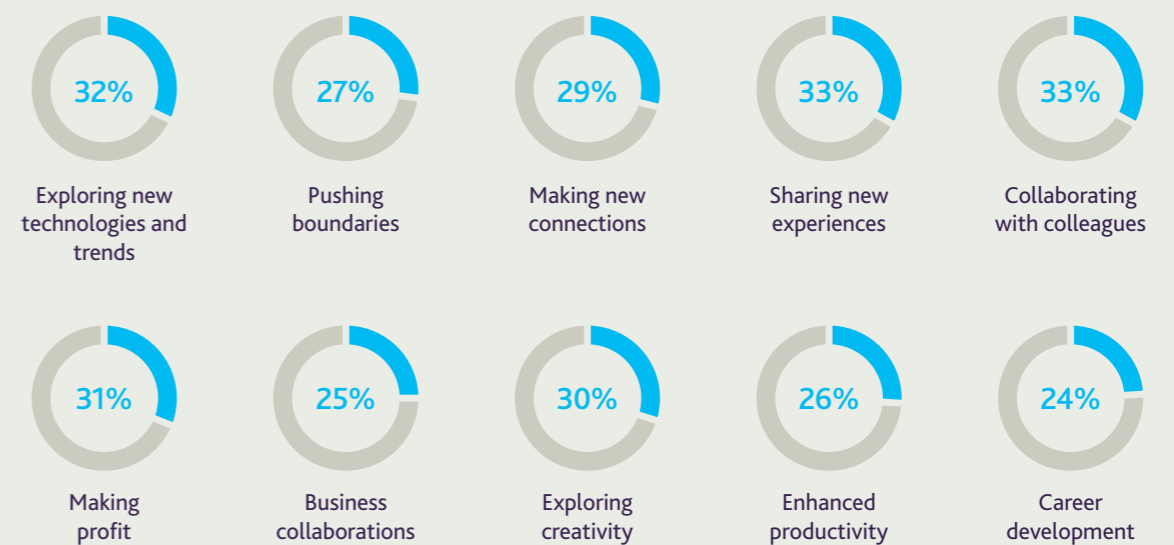 32%
27%
29%
33%
33%
Exploring new
technologies and
trends
Pushing
boundaries
Making new
connections
Sharing new
experiences
Collaborating
with colleagues
31%
25%
30%
26%
24%
Making
profit
Business
collaborations
Exploring
creativity
Enhanced
productivity
Career
development